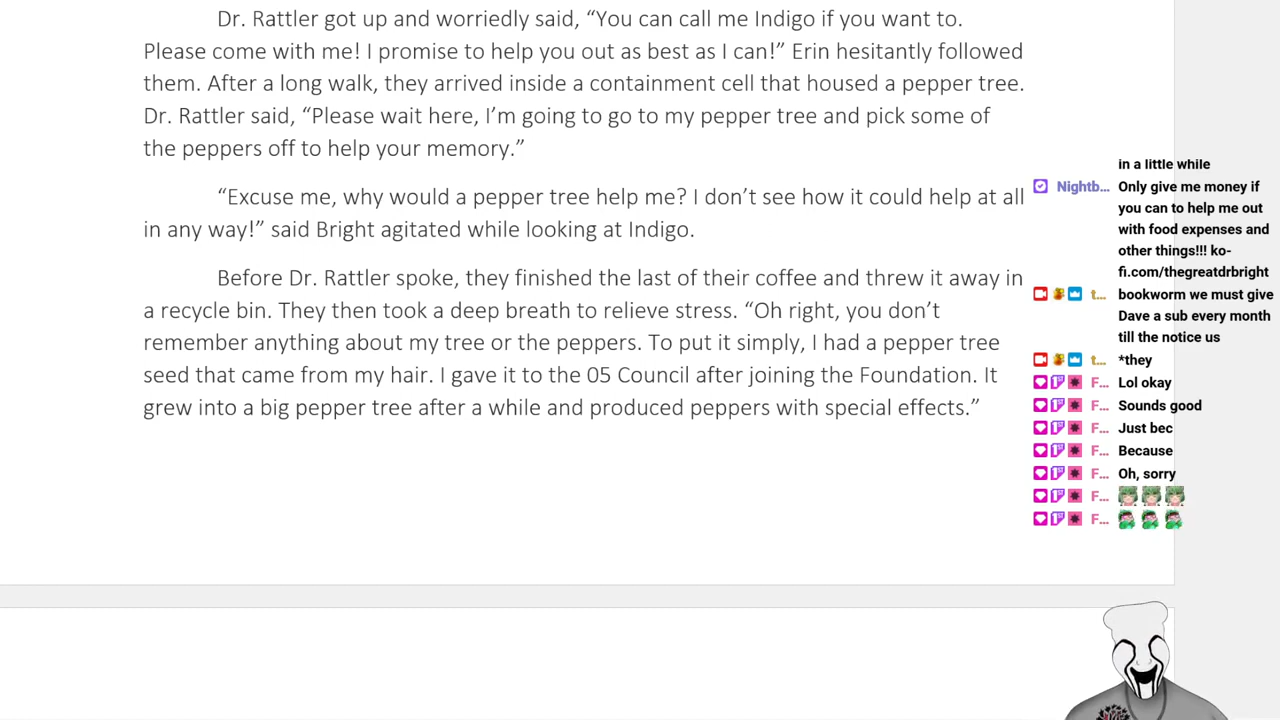 Dr. Rattler got up and worriedly said, “You can call me Indigo if you want to.
Please come with me! I promise to help you out as best as I can!” Erin hesitantly followed
them. After a long walk, they arrived inside a containment cell that housed a pepper tree.
Dr. Rattler said, “Please wait here, I’m going to go to my pepper tree and pick some of
the peppers off to help your memory.”
“Excuse me, why would a pepper tree help me? I don’t see how it could help at all
in any way!” said Bright agitated while looking at Indigo.
Before Dr. Rattler spoke, they finished the last of their coffee and threw it away in
a recycle bin. They then took a deep breath to relieve stress. “Oh right, you don’t
remember anything about my tree or the peppers. To put it simply, I had a pepper tree
seed that came from my hair. I gave it to the 05 Council after joining the Foundation. It
grew into a big pepper tree after a while and produced peppers with special effects.”
in a little while
Nightb... Only give me money if
you can to help me out
with food expenses and
other things!!! ko-
fi.com/thegreatdrbright
t... bookworm we must give
Dave a sub every month
till the notice us
t... *they
F... Lol okay
F... Sounds good
F... Just bec
F... Because
F... Oh, sorry
F...
F...